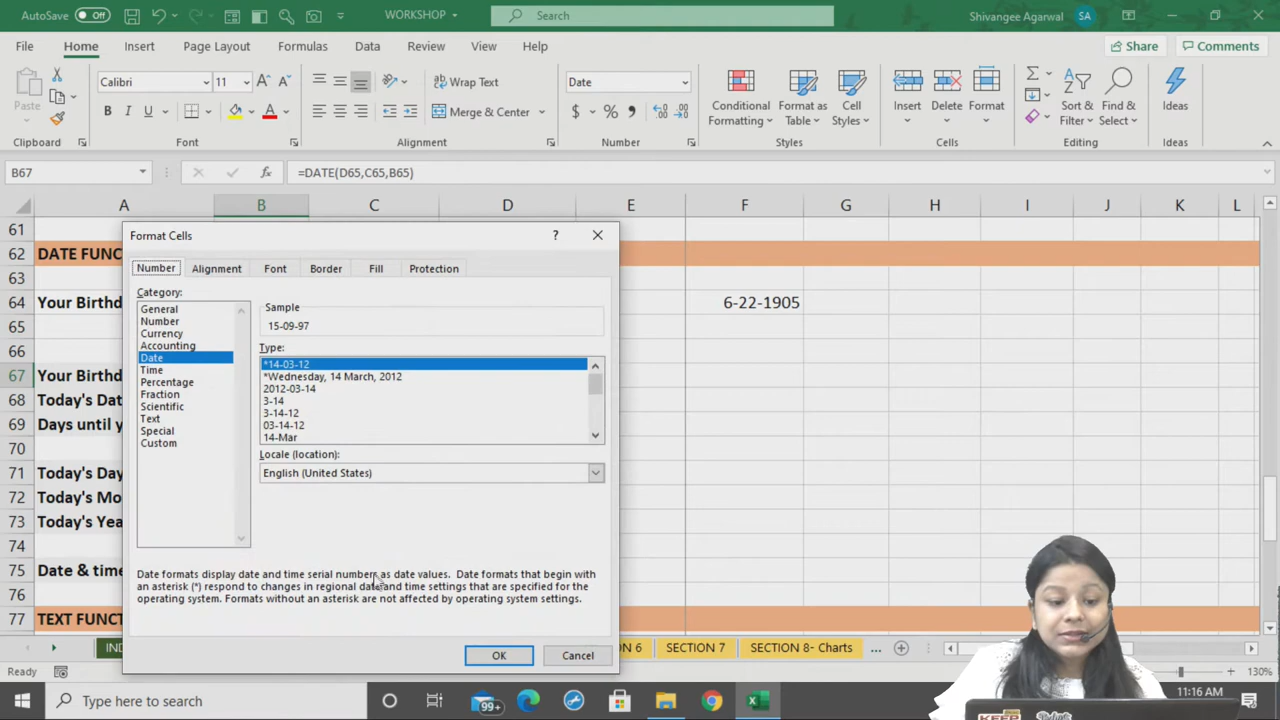 AutoSave Off WORKSHOP Search Shivangee Agarwal SA
File Home Insert Page Layout Formulas Data Review View Help Share Comments
Paste Calibri 11 A A Wrap Text Date Conditional Formatting Format as Table Cell Styles Insert Delete Format Sort & Filter Find & Select Ideas
B I U A Merge & Center $ %
Clipboard Font Alignment Number Styles Cells Editing Ideas
B67 fx =DATE(D65,C65,B65)
A B C D E F G H I J K L
61
62 DATE FUNC
63
64 Your Birthd 6-22-1905
65
66
67 Your Birthd
68 Today's Dat
69 Days until y
70
71 Today's Day
72 Today's Mo
73 Today's Yea
74
75 Date & time
76
77 TEXT FUNCT
Format Cells ?
Number Alignment Font Border Fill Protection
Category:
General
Number
Currency
Accounting
Date
Time
Percentage
Fraction
Scientific
Text
Special
Custom
Sample
15-09-97
Type:
*14-03-12
*Wednesday, 14 March, 2012
2012-03-14
3-14
3-14-12
03-14-12
14-Mar
Locale (location):
English (United States)
Date formats display date and time serial numbers as date values. Date formats that begin with
an asterisk (*) respond to changes in regional date and time settings that are specified for the
operating system. Formats without an asterisk are not affected by operating system settings.
OK Cancel
IND N 6 SECTION 7 SECTION 8- Charts ...
Ready 130%
Type here to search 99+ 11:16 AM
KEEP